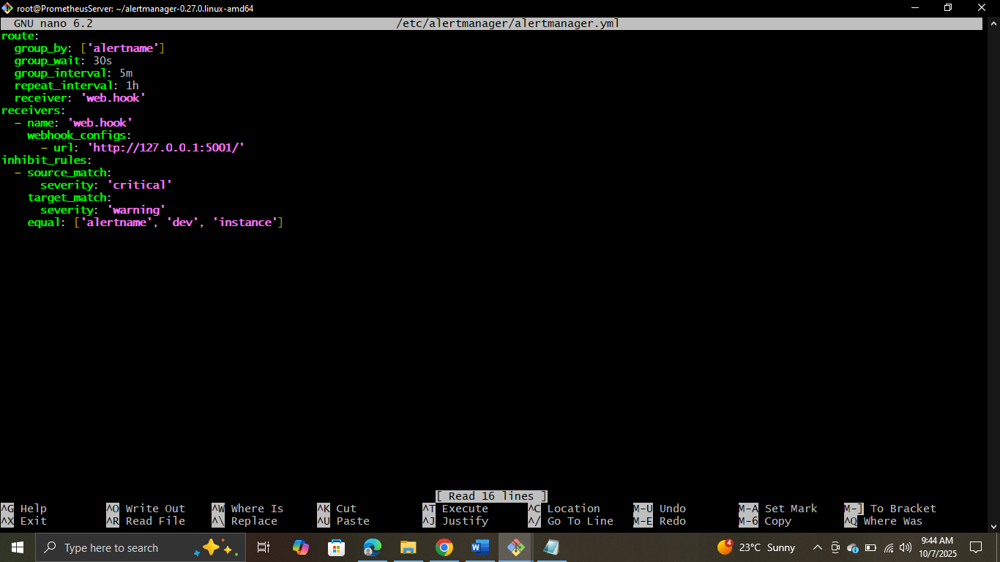 root@PrometheusServer: ~/alertmanager-0.27.0.linux-amd64
GNU nano 6.2 /etc/alertmanager/alertmanager.yml
route:
  group_by: ['alertname']
  group_wait: 30s
  group_interval: 5m
  repeat_interval: 1h
  receiver: 'web.hook'
receivers:
  - name: 'web.hook'
    webhook_configs:
      - url: 'http://127.0.0.1:5001/'
inhibit_rules:
  - source_match:
      severity: 'critical'
    target_match:
      severity: 'warning'
    equal: ['alertname', 'dev', 'instance']
[ Read 16 lines ]
^G Help ^O Write Out ^W Where Is ^K Cut ^T Execute ^C Location M-U Undo M-A Set Mark M-] To Bracket
^X Exit ^R Read File ^\ Replace ^U Paste ^J Justify ^/ Go To Line M-E Redo M-6 Copy ^Q Where Was
Type here to search 4 23°C Sunny 9:44 AM
10/7/2025